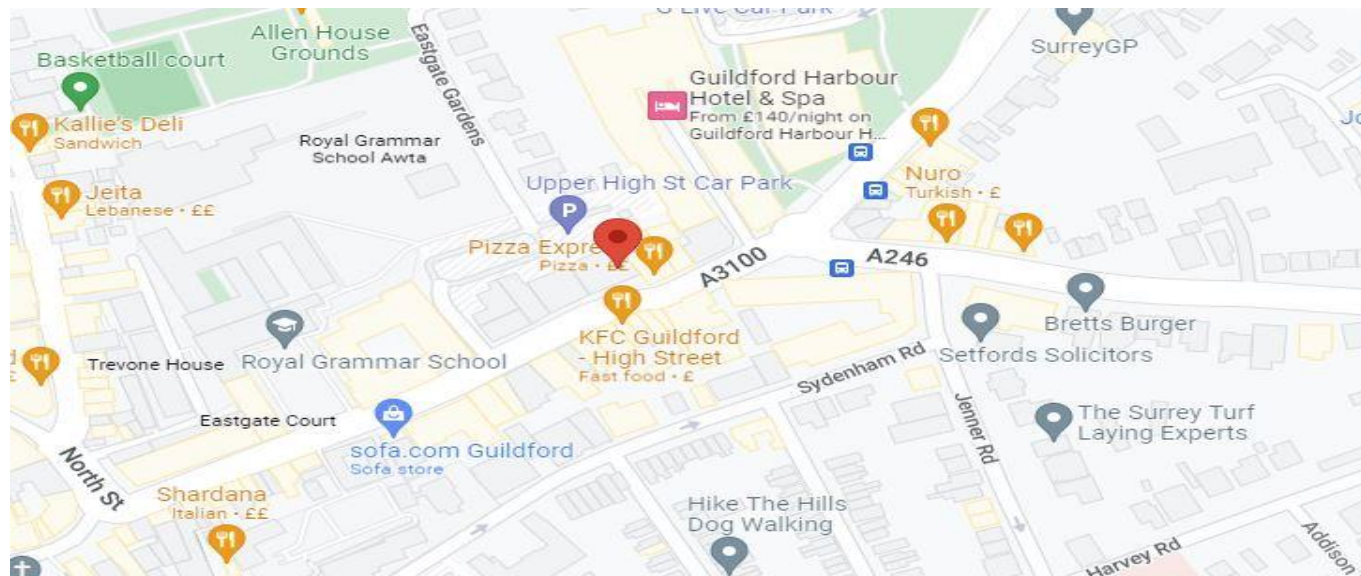 G Live Car Park
Allen House
Grounds
SurreyGP
Basketball court
Eastgate Gardens
Guildford Harbour
Hotel & Spa
From £140/night on
Guildford Harbour H...
Kallie's Deli
Sandwich
Royal Grammar
School Awta
Jeita
Lebanese · ££
Upper High St Car Park
P
Nuro
Turkish · £
Pizza Expre
Pizza · ££
A3100
A246
KFC Guildford
- High Street
Fast food · £
Bretts Burger
Setfords Solicitors
Trevone House
Royal Grammar School
Sydenham Rd
Jenner Rd
Eastgate Court
The Surrey Turf
Laying Experts
sofa.com Guildford
Sofa store
North St
Shardana
Italian · ££
Hike The Hills
Dog Walking
Harvey Rd
Addison